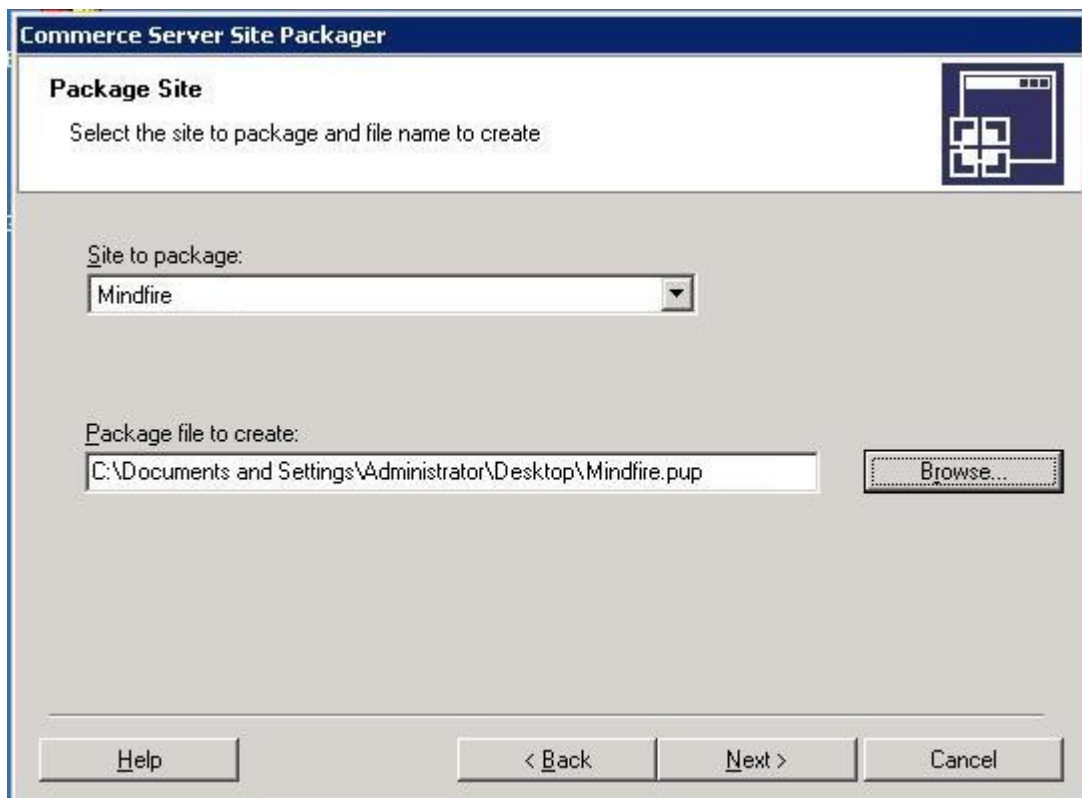 Commerce Server Site Packager
Package Site
Select the site to package and file name to create
Site to package:
Mindfire
Package file to create:
C:\Documents and Settings\Administrator\Desktop\Mindfire.pup
Browse...
Help
< Back
Next >
Cancel